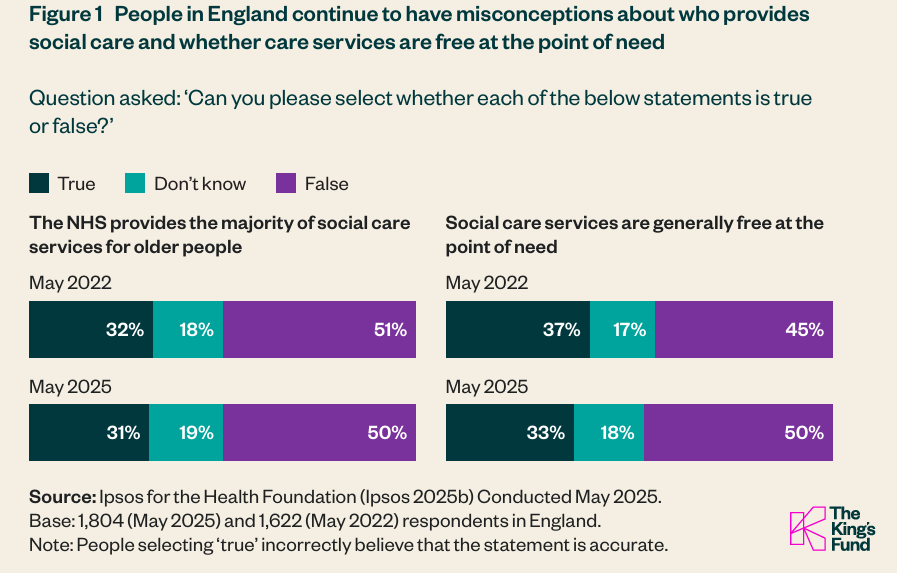 Figure 1 People in England continue to have misconceptions about who provides
social care and whether care services are free at the point of need
Question asked: ‘Can you please select whether each of the below statements is true
or false?’
True Don’t know False
The NHS provides the majority of social care
services for older people
May 2022
32% 18% 51%
May 2025
31% 19% 50%
Social care services are generally free at the
point of need
May 2022
37% 17% 45%
May 2025
33% 18% 50%
Source: Ipsos for the Health Foundation (Ipsos 2025b) Conducted May 2025.
Base: 1,804 (May 2025) and 1,622 (May 2022) respondents in England.
Note: People selecting ‘true’ incorrectly believe that the statement is accurate.
The
King’s
Fund